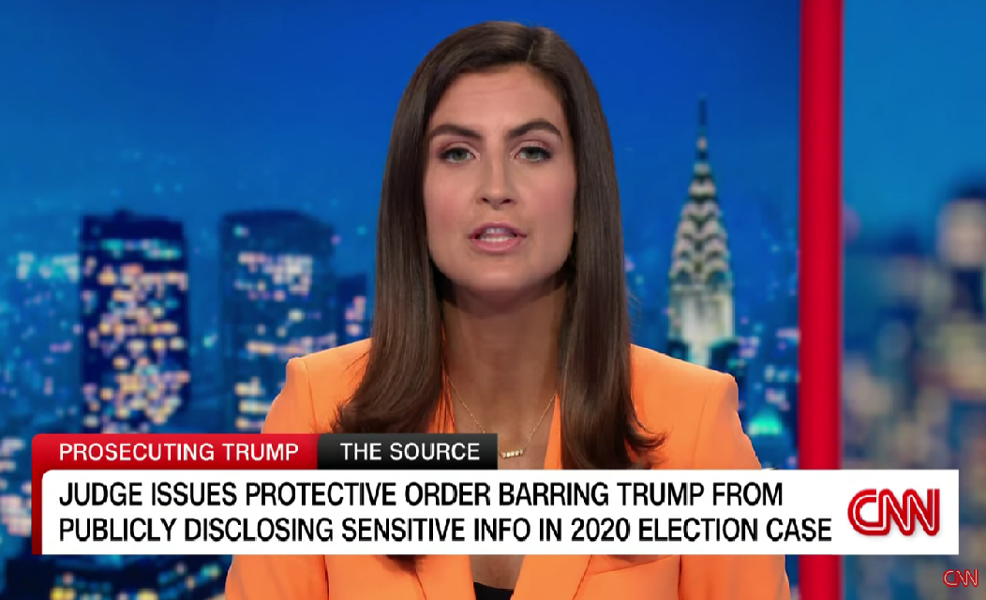 PROSECUTING TRUMP THE SOURCE
JUDGE ISSUES PROTECTIVE ORDER BARRING TRUMP FROM
PUBLICLY DISCLOSING SENSITIVE INFO IN 2020 ELECTION CASE
CNN
CNN